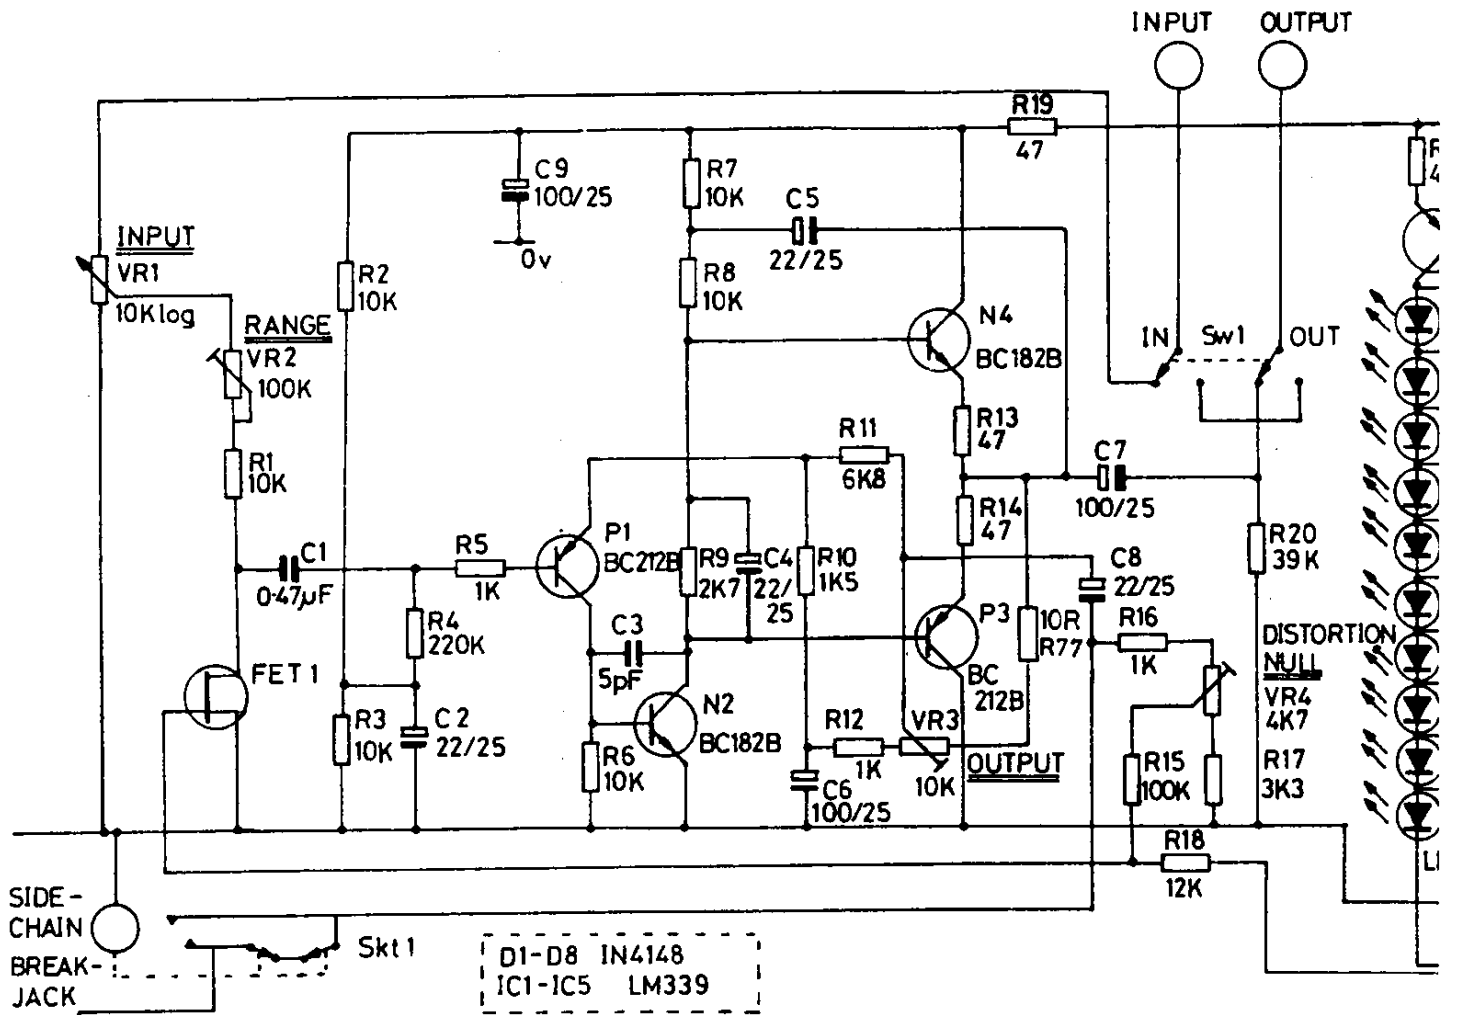 INPUT
OUTPUT
R19
47
C9
100/25
0v
R7
10K
C5
22/25
R8
10K
INPUT
VR1
10K log
RANGE
VR2
100K
R2
10K
N4
BC182B
IN
Sw1
OUT
R1
10K
R11
6K8
R13
47
C7
100/25
R14
47
C1
0·47µF
R5
1K
P1
BC212B
R9
2K7
C4
22/
25
R10
1K5
C8
22/25
R20
39K
R4
220K
C3
5pF
P3
BC
212B
10R
R77
R16
1K
DISTORTION
NULL
VR4
4K7
FET1
R3
10K
C2
22/25
N2
BC182B
R6
10K
R12
1K
VR3
10K
OUTPUT
C6
100/25
R15
100K
R17
3K3
R18
12K
SIDE-
CHAIN
BREAK-
JACK
Skt1
D1-D8 IN4148
IC1-IC5 LM339